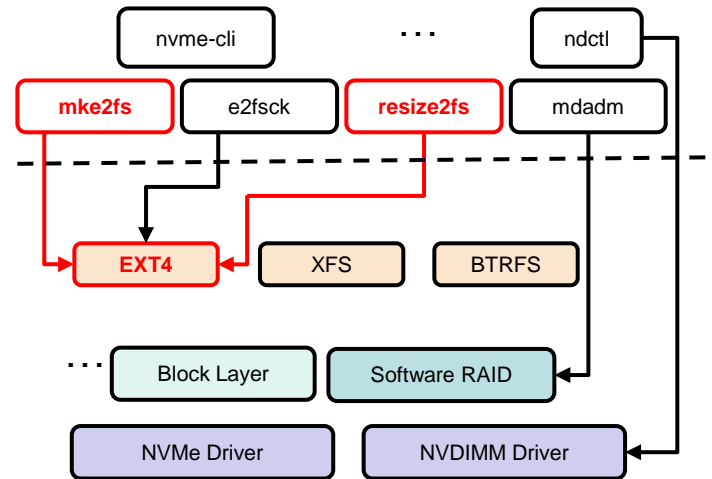 nvme-cli
...
ndctl
mke2fs
e2fsck
resize2fs
mdadm
EXT4
XFS
BTRFS
...
Block Layer
Software RAID
NVMe Driver
NVDIMM Driver